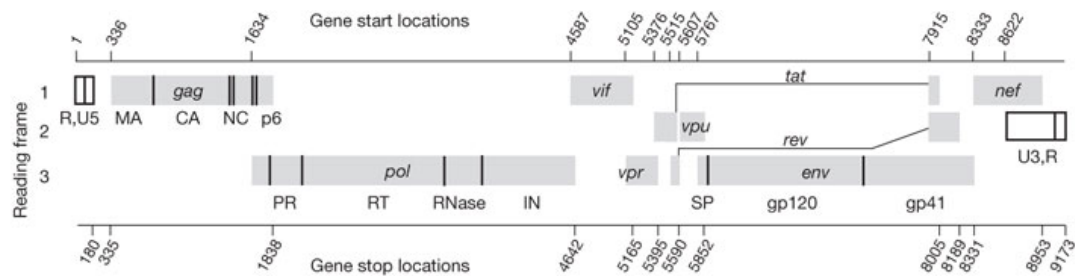 Gene start locations
1 336 1634 4587 5105 5376 5515 5607 5767 7915 8333 8622
Reading frame
1 gag vif tat nef
R,U5 MA CA NC p6
2 vpu
rev
U3,R
3 pol vpr env
PR RT RNase IN SP gp120 gp41
180 335 1838 4642 5165 5395 5590 5852 8005 8189 8331 8953 9173
Gene stop locations